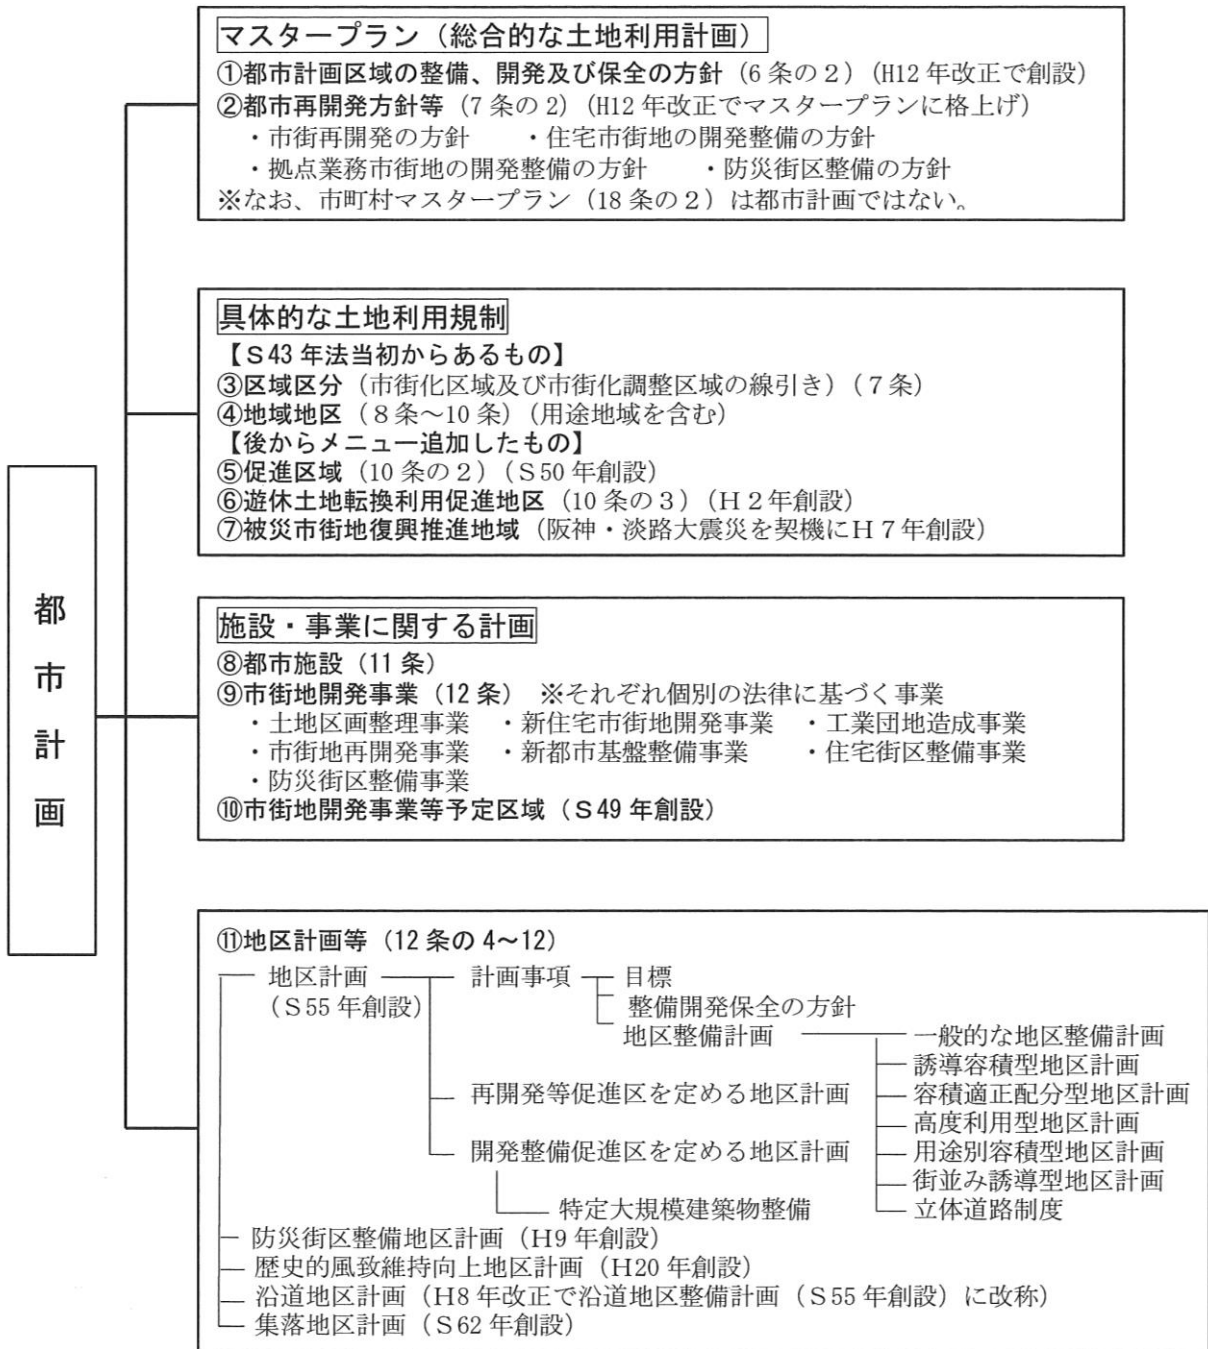 都市計画
マスタープラン（総合的な土地利用計画）
①都市計画区域の整備、開発及び保全の方針（6条の2）（H12年改正で創設）
②都市再開発方針等（7条の2）（H12年改正でマスタープランに格上げ）
・市街再開発の方針　・住宅市街地の開発整備の方針
・拠点業務市街地の開発整備の方針　・防災街区整備の方針
※なお、市町村マスタープラン（18条の2）は都市計画ではない。
具体的な土地利用規制
【Ｓ43年法当初からあるもの】
③区域区分（市街化区域及び市街化調整区域の線引き）（７条）
④地域地区（８条～10条）（用途地域を含む）
【後からメニュー追加したもの】
⑤促進区域（10条の２）（Ｓ50年創設）
⑥遊休土地転換利用促進地区（10条の３）（Ｈ２年創設）
⑦被災市街地復興推進地域（阪神・淡路大震災を契機にＨ７年創設）
施設・事業に関する計画
⑧都市施設（11条）
⑨市街地開発事業（12条）　※それぞれ個別の法律に基づく事業
・土地区画整理事業　・新住宅市街地開発事業　・工業団地造成事業
・市街地再開発事業　・新都市基盤整備事業　・住宅街区整備事業
・防災街区整備事業
⑩市街地開発事業等予定区域（Ｓ49年創設）
⑪地区計画等（12条の4～12）
地区計画　計画事項　目標
（Ｓ55年創設）　整備開発保全の方針
地区整備計画　一般的な地区整備計画
誘導容積型地区計画
再開発等促進区を定める地区計画　容積適正配分型地区計画
高度利用型地区計画
開発整備促進区を定める地区計画　用途別容積型地区計画
街並み誘導型地区計画
特定大規模建築物整備　立体道路制度
防災街区整備地区計画（H9年創設）
歴史的風致維持向上地区計画（H20年創設）
沿道地区計画（H8年改正で沿道地区整備計画（Ｓ55年創設）に改称）
集落地区計画（Ｓ62年創設）